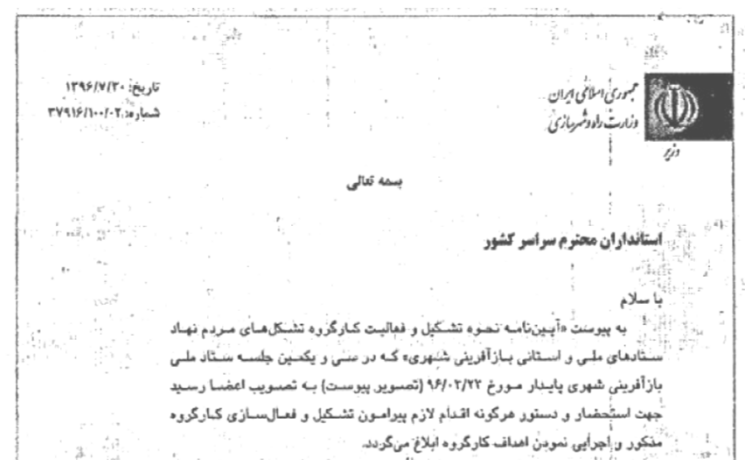 جمهوری اسلامی ایران
وزارت راه و شهرسازی
وزیر
تاریخ: ۱۳۹۶/۷/۳۰
شماره: ۳۷۹۱۶/۱۰۰/۰۲
بسمه تعالی
استانداران محترم سراسر کشور
با سلام
به پیوست «آیین‌نامه نحوه تشکیل و فعالیت کارگروه تشکل‌های مردم نهاد
ستادهای ملی و استانی بازآفرینی شهری» که در سی و یکمین جلسه ستاد ملی
بازآفرینی شهری پایدار مورخ ۹۶/۰۲/۲۳ (تصویر پیوست) به تصویب اعضا رسید
جهت استحضار و دستور هرگونه اقدام لازم پیرامون تشکیل و فعال‌سازی کارگروه
مذکور و اجرایی نمودن اهداف کارگروه ابلاغ می‌گردد.